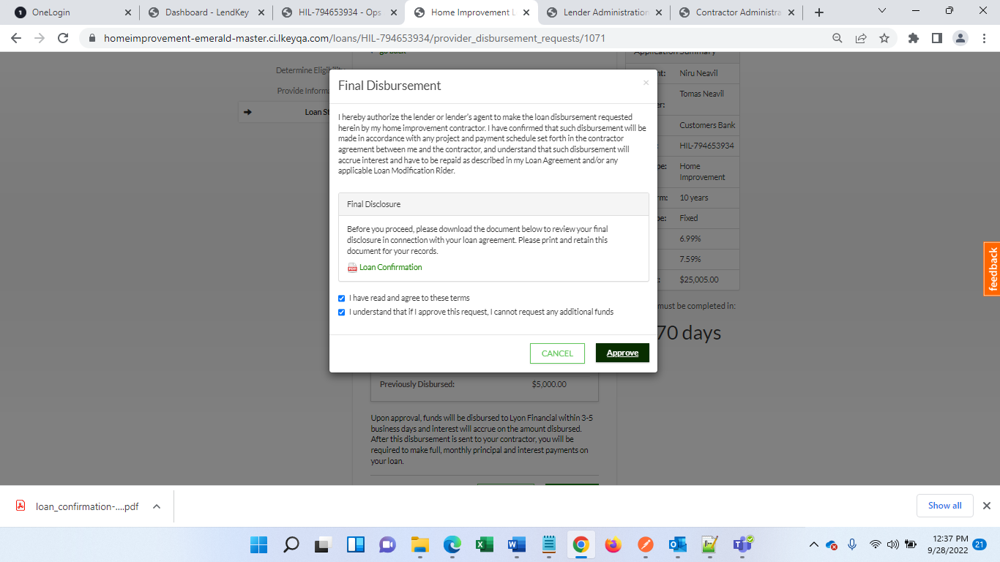 OneLogin
Dashboard - LendKey
HIL-794653934 - Ops
Home Improvement L
Lender Administration
Contractor Administra
homeimprovement-emerald-master.ci.lkeyqa.com/loans/HIL-794653934/provider_disbursement_requests/1071
Determine Eligibility
Provide Informa
Loan St
Application Summary
nt: Niru Neavil
Tomas Neavil
er:
Customers Bank
: HIL-794653934
pe: Home
Improvement
rm: 10 years
pe: Fixed
6.99%
7.59%
: $25,005.00
must be completed in:
70 days
Final Disbursement
×
I hereby authorize the lender or lender's agent to make the loan disbursement requested
herein by my home improvement contractor. I have confirmed that such disbursement will be
made in accordance with any project and payment schedule set forth in the contractor
agreement between me and the contractor, and understand that such disbursement will
accrue interest and have to be repaid as described in my Loan Agreement and/or any
applicable Loan Modification Rider.
Final Disclosure
Before you proceed, please download the document below to review your final
disclosure in connection with your loan agreement. Please print and retain this
document for your records.
Loan Confirmation
I have read and agree to these terms
I understand that if I approve this request, I cannot request any additional funds
CANCEL
Approve
Previously Disbursed: $5,000.00
Upon approval, funds will be disbursed to Lyon Financial within 3-5
business days and interest will accrue on the amount disbursed.
After this disbursement is sent to your contractor, you will be
required to make full, monthly principal and interest payments on
your loan.
feedback
loan_confirmation-....pdf
Show all
12:37 PM
9/28/2022
21